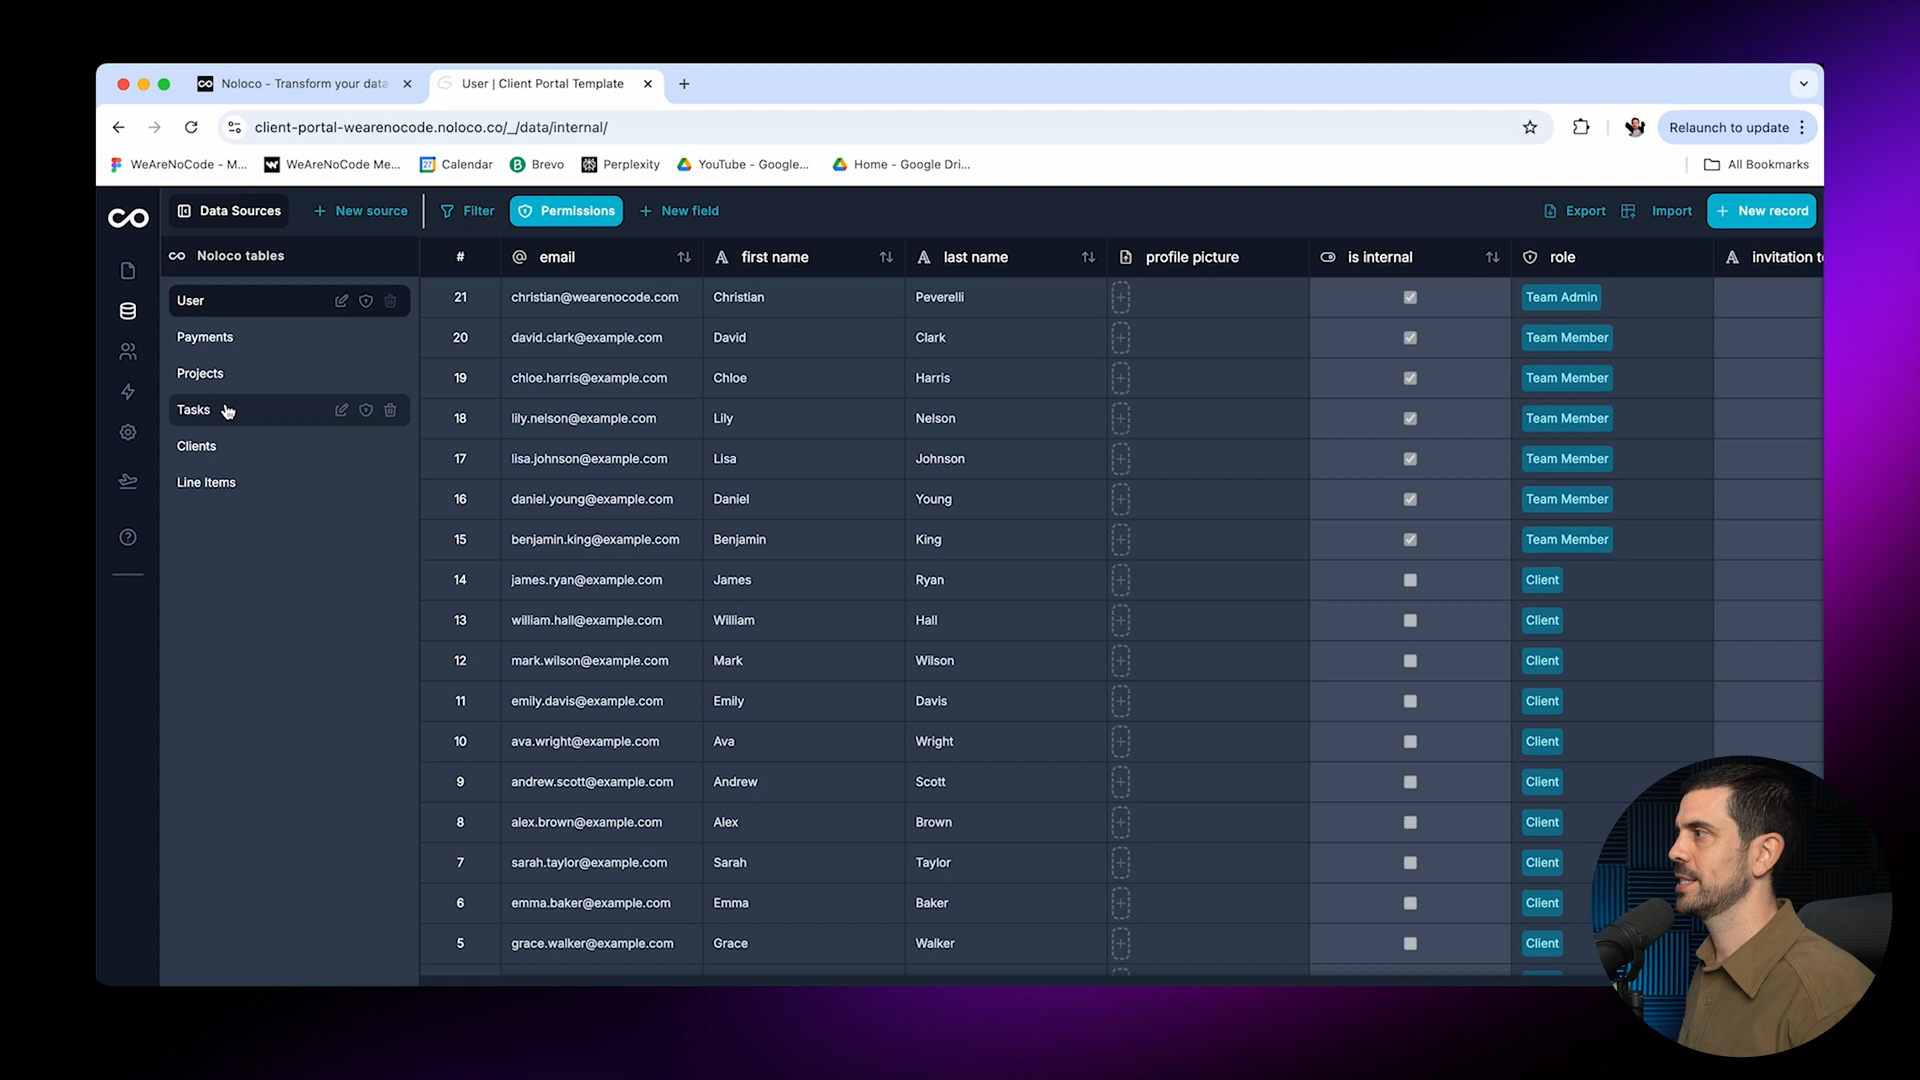 Noloco - Transform your data
User | Client Portal Template
client-portal-wearenocode.noloco.co/_/data/internal/
Relaunch to update
WeAreNoCode - M...
WeAreNoCode Me...
27
Calendar
Brevo
Perplexity
YouTube - Google...
Home - Google Dri...
All Bookmarks
Data Sources
New source
Filter
Permissions
New field
Export
Import
New record
Noloco tables
User
Payments
Projects
Tasks
Clients
Line Items
# email first name last name profile picture is internal role invitation t
21 christian@wearenocode.com Christian Peverelli Team Admin
20 david.clark@example.com David Clark Team Member
19 chloe.harris@example.com Chloe Harris Team Member
18 lily.nelson@example.com Lily Nelson Team Member
17 lisa.johnson@example.com Lisa Johnson Team Member
16 daniel.young@example.com Daniel Young Team Member
15 benjamin.king@example.com Benjamin King Team Member
14 james.ryan@example.com James Ryan Client
13 william.hall@example.com William Hall Client
12 mark.wilson@example.com Mark Wilson Client
11 emily.davis@example.com Emily Davis Client
10 ava.wright@example.com Ava Wright Client
9 andrew.scott@example.com Andrew Scott Client
8 alex.brown@example.com Alex Brown Client
7 sarah.taylor@example.com Sarah Taylor Client
6 emma.baker@example.com Emma Baker Client
5 grace.walker@example.com Grace Walker Client